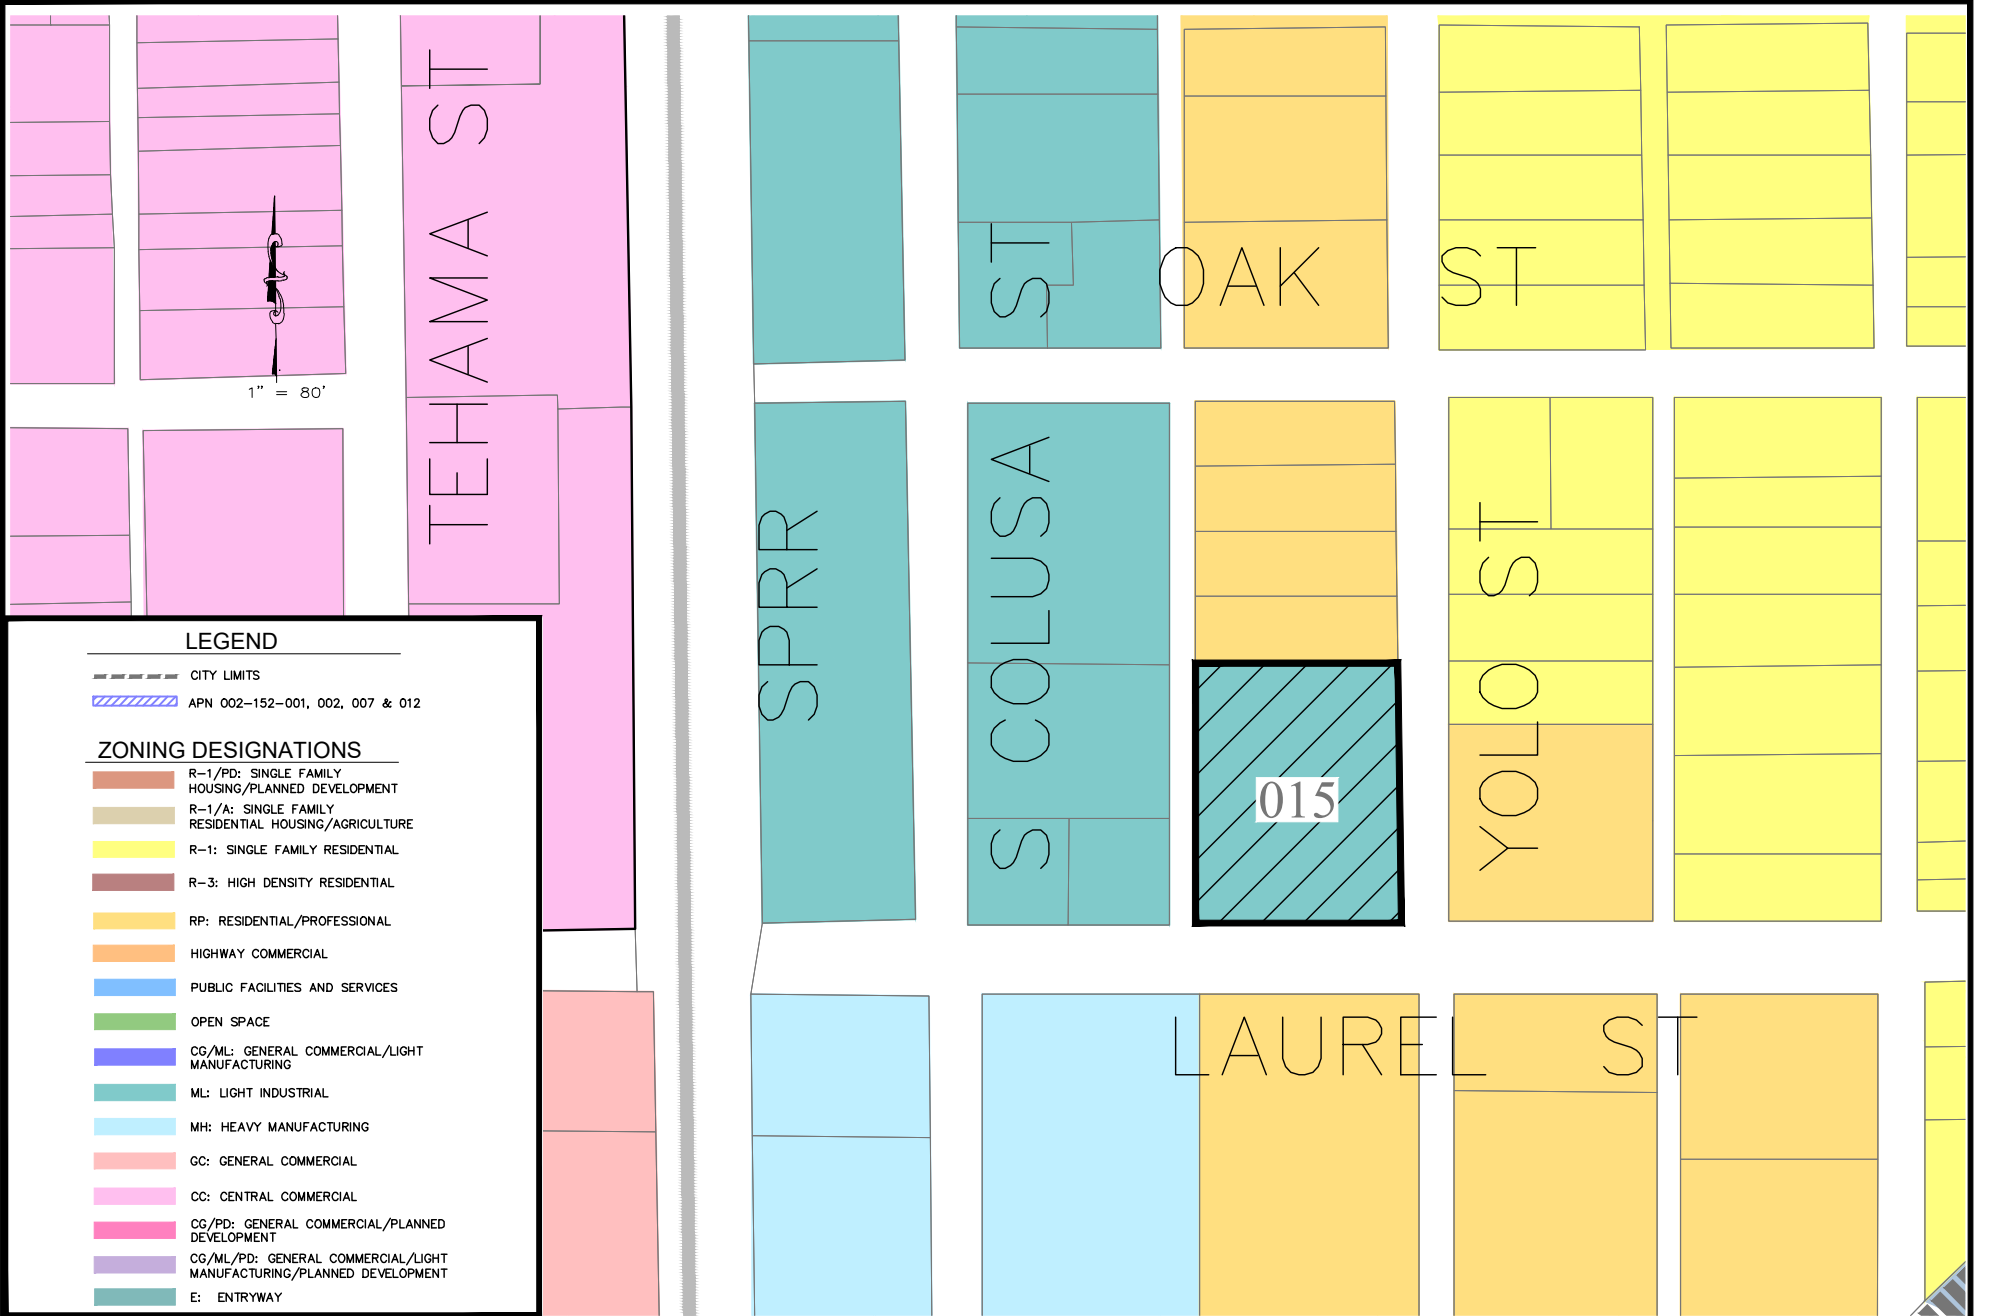 TEHAMA ST
SPRR
S COLUSA ST
OAK ST
YOLO ST
LAUREL ST
015
1" = 80'
LEGEND
CITY LIMITS
APN 002-152-001, 002, 007 & 012
ZONING DESIGNATIONS
R-1/PD: SINGLE FAMILY
HOUSING/PLANNED DEVELOPMENT
R-1/A: SINGLE FAMILY
RESIDENTIAL HOUSING/AGRICULTURE
R-1: SINGLE FAMILY RESIDENTIAL
R-3: HIGH DENSITY RESIDENTIAL
RP: RESIDENTIAL/PROFESSIONAL
HIGHWAY COMMERCIAL
PUBLIC FACILITIES AND SERVICES
OPEN SPACE
CG/ML: GENERAL COMMERCIAL/LIGHT
MANUFACTURING
ML: LIGHT INDUSTRIAL
MH: HEAVY MANUFACTURING
GC: GENERAL COMMERCIAL
CC: CENTRAL COMMERCIAL
CG/PD: GENERAL COMMERCIAL/PLANNED
DEVELOPMENT
CG/ML/PD: GENERAL COMMERCIAL/LIGHT
MANUFACTURING/PLANNED DEVELOPMENT
E: ENTRYWAY